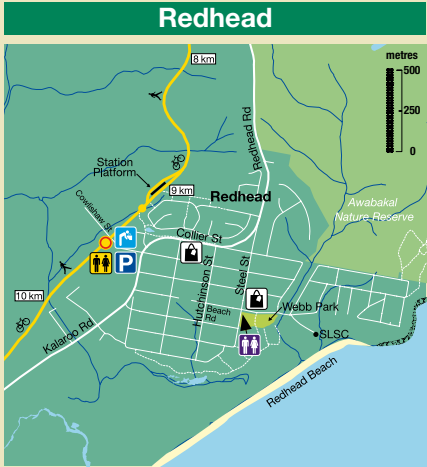 Redhead
metres
500
250
0
8 km
Redhead Rd
Station
Platform
9 km
Redhead
Awabakal
Nature Reserve
Cowlishaw St
Collier St
P
Hutchinson St
Steel St
10 km
Kalaroo Rd
Beach
Rd
Webb Park
SLSC
Redhead Beach